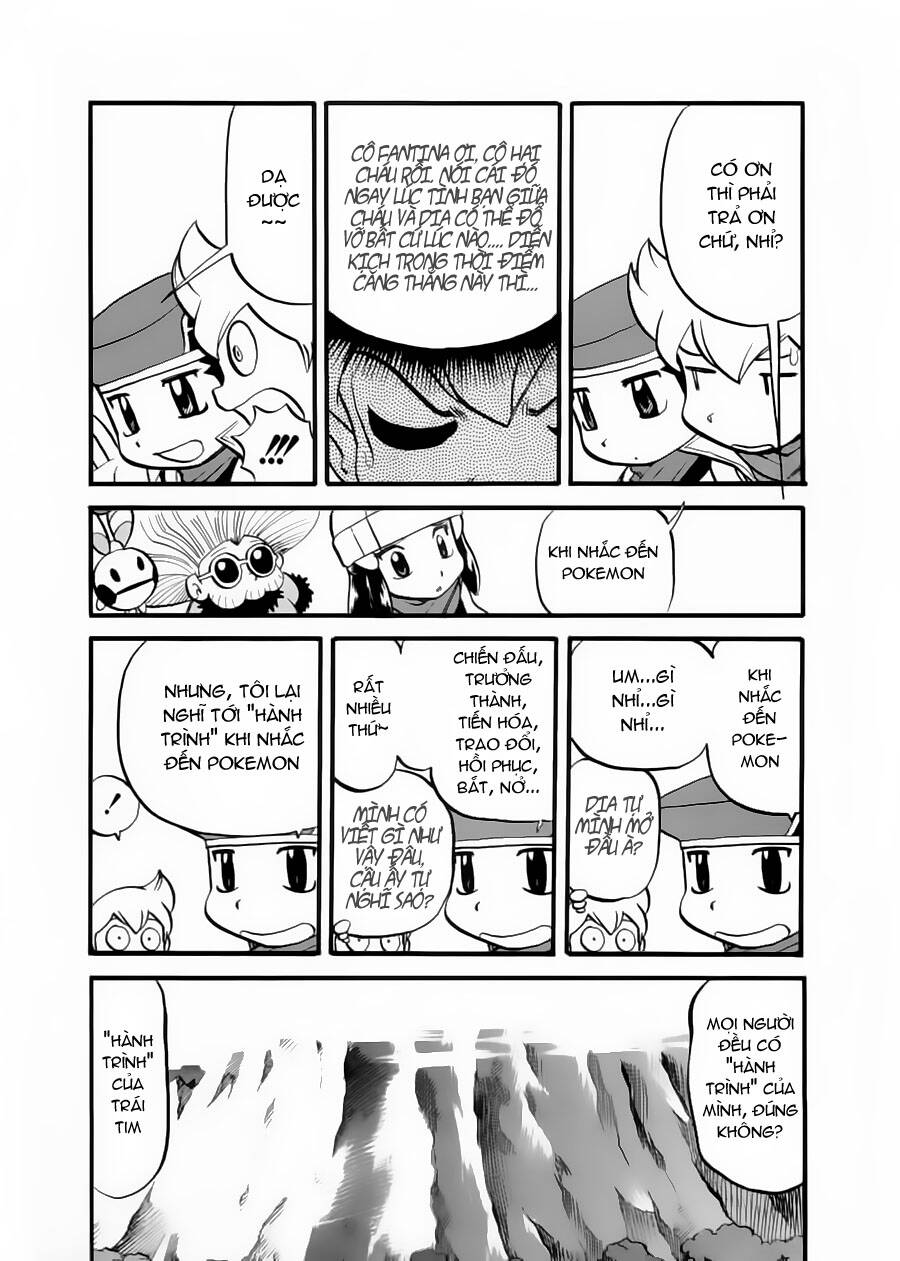 CÓ ƠN
THÌ PHẢI
TRẢ ƠN
CHỨ, NHỈ?
CÔ FANTINA ƠI, CÔ HẠI
CHÁU RỒI. NÓI CÁI ĐÓ
NGAY LÚC TÌNH BẠN GIỮA
CHÁU VÀ DIA CÓ THỂ ĐỔ
VỠ BẤT CỨ LÚC NÀO.... DIỄN
KỊCH TRONG THỜI ĐIỂM
CĂNG THẲNG NÀY THÌ...
DẠ
ĐƯỢC
~~
!!!
KHI NHẮC ĐẾN
POKEMON
KHI
NHẮC
ĐẾN
POKE-
MON
UM...GÌ
NHỈ...GÌ
NHỈ...
DIA TỰ
MÌNH MỞ
ĐẦU À?
CHIẾN ĐẤU,
TRƯỞNG
THÀNH,
TIẾN HÓA,
TRAO ĐỔI,
HỒI PHỤC,
BẮT, NỞ...
RẤT
NHIỀU
THỨ~
MÌNH CÓ
VIẾT GÌ NHƯ
VẬY ĐÂU,
CẬU ẤY TỰ
NGHĨ SAO?
NHƯNG, TÔI LẠI
NGHĨ TỚI "HÀNH
TRÌNH" KHI NHẮC
ĐẾN POKEMON
!
MỌI NGƯỜI
ĐỀU CÓ
"HÀNH
TRÌNH" CỦA
MÌNH, ĐÚNG
KHÔNG?
"HÀNH
TRÌNH"
CỦA
TRÁI
TIM